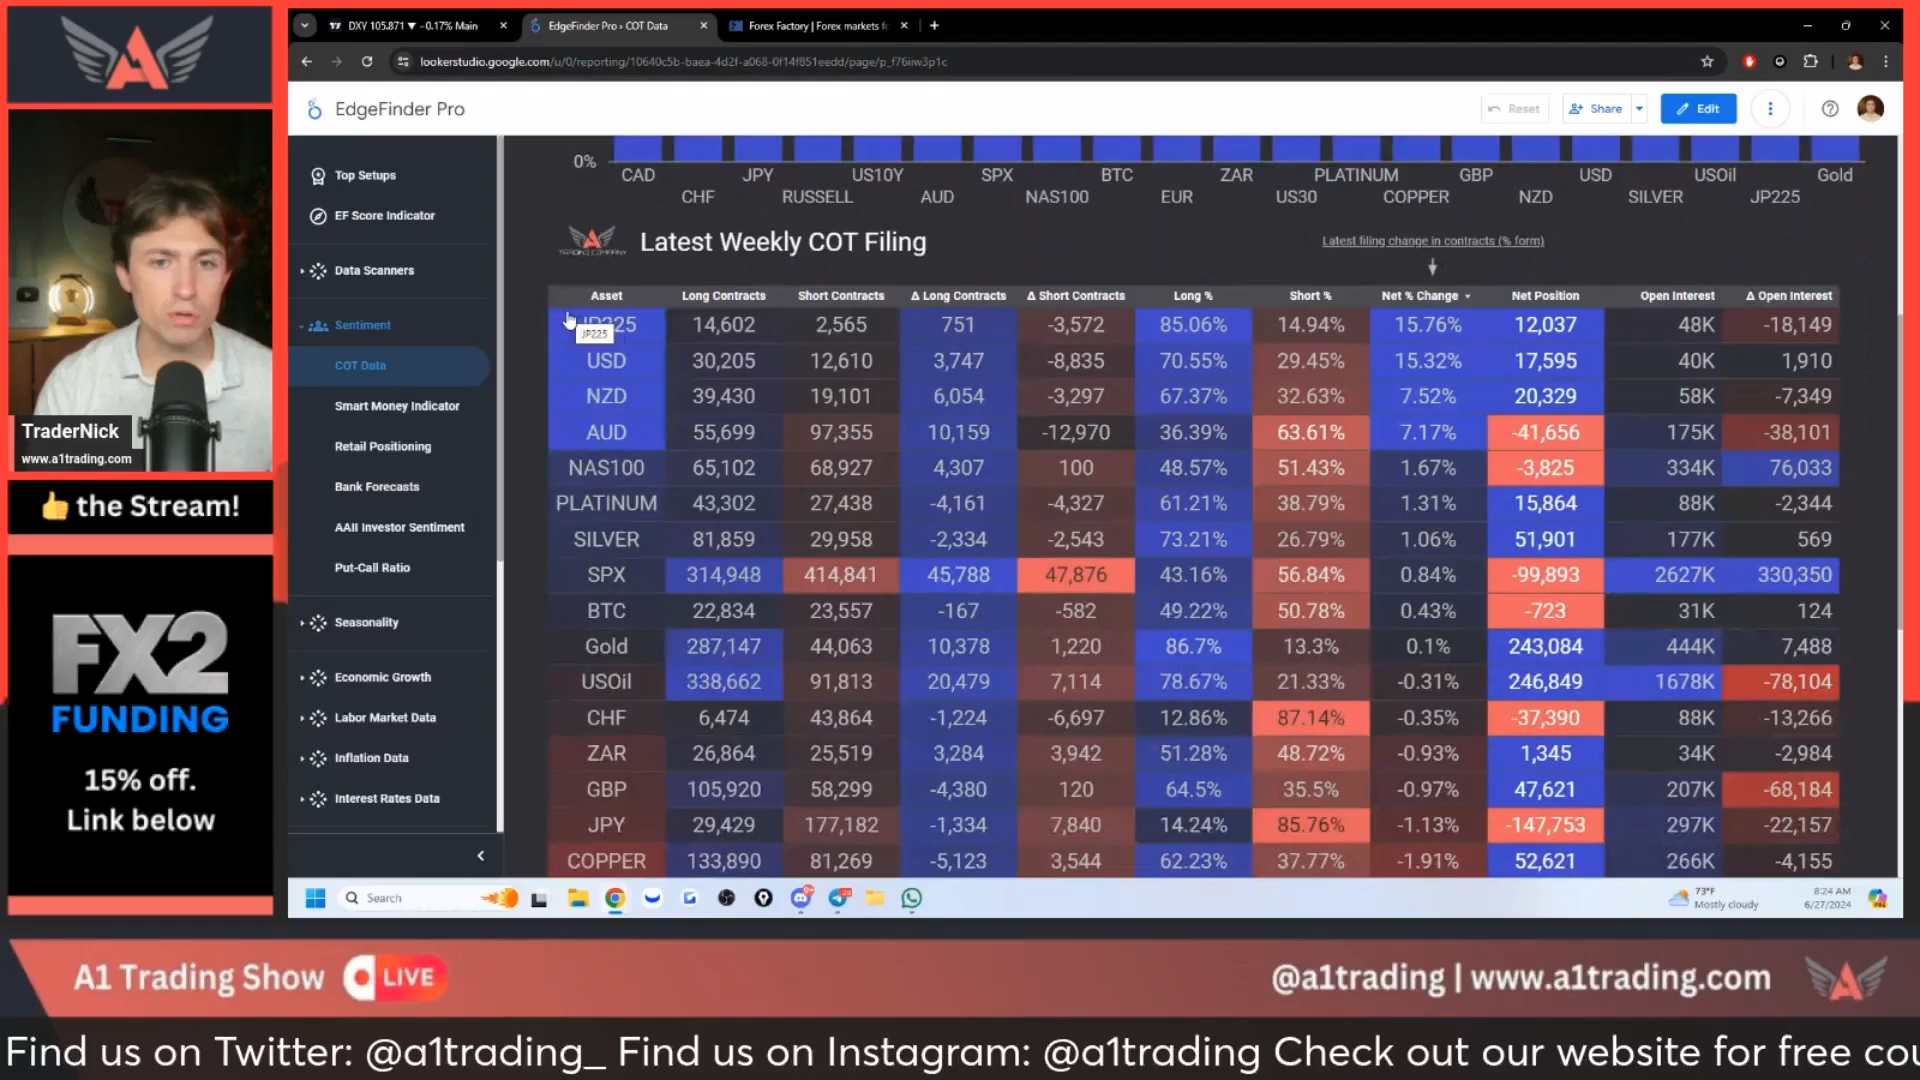 DXY 105.871 ▼ −0.17% Main
EdgeFinder Pro › COT Data
Forex Factory | Forex markets f
lookerstudio.google.com/u/0/reporting/10640c5b-baea-4d2f-a068-0f14f851eedd/page/p_f76iiw3p1c
EdgeFinder Pro
Reset
Share
Edit
Top Setups
EF Score Indicator
Data Scanners
Sentiment
COT Data
Smart Money Indicator
Retail Positioning
Bank Forecasts
AAII Investor Sentiment
Put-Call Ratio
Seasonality
Economic Growth
Labor Market Data
Inflation Data
Interest Rates Data
0%
CAD JPY US10Y SPX BTC ZAR PLATINUM GBP USD USOil Gold
CHF RUSSELL AUD NAS100 EUR US30 COPPER NZD SILVER JP225
Latest Weekly COT Filing
Latest filing change in contracts (% form)
Asset Long Contracts Short Contracts Δ Long Contracts Δ Short Contracts Long % Short % Net % Change Net Position Open Interest Δ Open Interest
JP225 14,602 2,565 751 -3,572 85.06% 14.94% 15.76% 12,037 48K -18,149
JP225
USD 30,205 12,610 3,747 -8,835 70.55% 29.45% 15.32% 17,595 40K 1,910
NZD 39,430 19,101 6,054 -3,297 67.37% 32.63% 7.52% 20,329 58K -7,349
AUD 55,699 97,355 10,159 -12,970 36.39% 63.61% 7.17% -41,656 175K -38,101
NAS100 65,102 68,927 4,307 100 48.57% 51.43% 1.67% -3,825 334K 76,033
PLATINUM 43,302 27,438 -4,161 -4,327 61.21% 38.79% 1.31% 15,864 88K -2,344
SILVER 81,859 29,958 -2,334 -2,543 73.21% 26.79% 1.06% 51,901 177K 569
SPX 314,948 414,841 45,788 47,876 43.16% 56.84% 0.84% -99,893 2627K 330,350
BTC 22,834 23,557 -167 -582 49.22% 50.78% 0.43% -723 31K 124
Gold 287,147 44,063 10,378 1,220 86.7% 13.3% 0.1% 243,084 444K 7,488
USOil 338,662 91,813 20,479 7,114 78.67% 21.33% -0.31% 246,849 1678K -78,104
CHF 6,474 43,864 -1,224 -6,697 12.86% 87.14% -0.35% -37,390 88K -13,266
ZAR 26,864 25,519 3,284 3,942 51.28% 48.72% -0.93% 1,345 34K -2,984
GBP 105,920 58,299 -4,380 120 64.5% 35.5% -0.97% 47,621 207K -68,184
JPY 29,429 177,182 -1,334 7,840 14.24% 85.76% -1.13% -147,753 297K -22,157
COPPER 133,890 81,269 -5,123 3,544 62.23% 37.77% -1.91% 52,621 266K -4,155
Search
73°F
Mostly cloudy
8:24 AM
6/27/2024
TraderNick
www.a1trading.com
👍 the Stream!
FX2
FUNDING
15% off.
Link below
A1 Trading Show
LIVE
@a1trading | www.a1trading.com
Find us on Twitter: @a1trading_ Find us on Instagram: @a1trading Check out our website for free cou